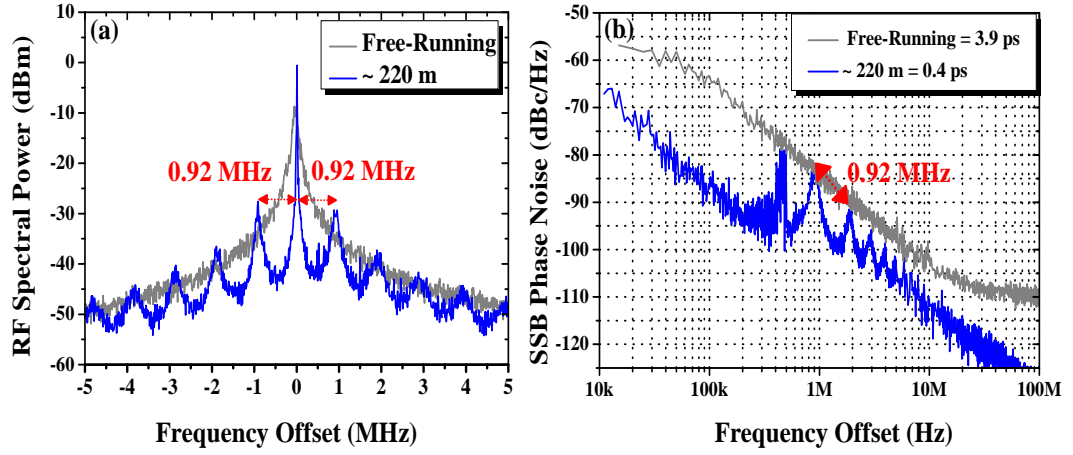 (a)
Free-Running
~ 220 m
0.92 MHz
0.92 MHz
RF Spectral Power (dBm)
10
0
-10
-20
-30
-40
-50
-60
-5 -4 -3 -2 -1 0 1 2 3 4 5
Frequency Offset (MHz)
(b)
Free-Running = 3.9 ps
~ 220 m = 0.4 ps
0.92 MHz
SSB Phase Noise (dBc/Hz)
-50
-60
-70
-80
-90
-100
-110
-120
10k 100k 1M 10M 100M
Frequency Offset (Hz)